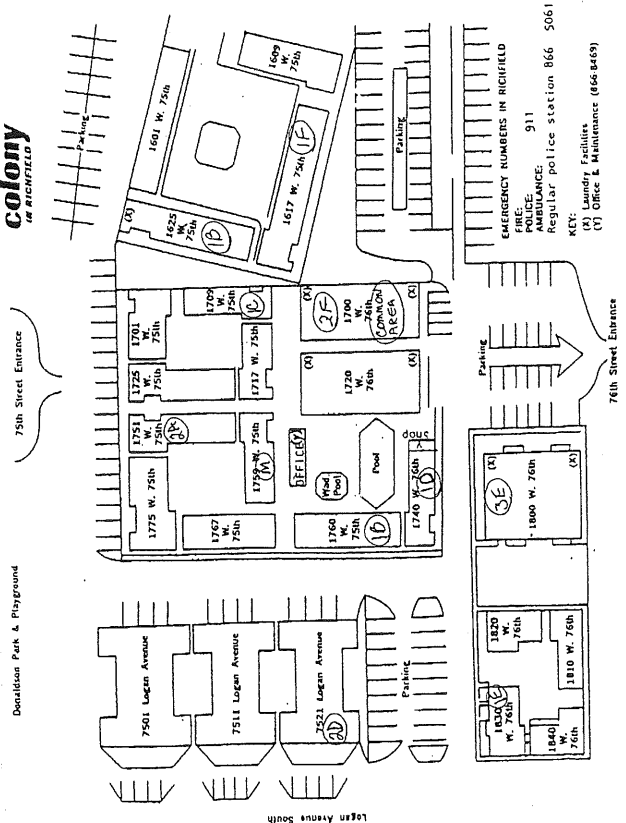 colony
IN RICHFIELD
75th Street Entrance
Donaldson Park & Playground
Parking
1601 W. 75th
1609
W.
75th
(X)
1625
W.
75th
1B
1617 W. 75th
1F
Parking
1701
W.
75th
1709
W.
75th
1C
1725
W.
75th
1717 W. 75th
1751
W.
75th
1759 W. 75th
M
1775 W. 75th
1767
W.
75th
(X)
2F
1700
W.
76th
COMMON
AREA
(X)
(X)
1720
W.
76th
(X)
OFFICE(Y)
Wad
Pool
Pool
Shop
1740 W. 76th
1D
1760
W.
75th
1B
7501 Logan Avenue
7511 Logan Avenue
7521 Logan Avenue
2D
Parking
Logan Avenue South
Parking
(X)
3E
1800 W. 76th
(X)
1820
W.
76th
1810 W. 76th
1830
W. 76th
1E
1840
W.
76th
76th Street Entrance
EMERGENCY NUMBERS IN RICHFIELD
FIRE:
POLICE: 911
AMBULANCE:
Regular police station 866 5061
KEY:
(X) Laundry Facilities
(Y) Office & Maintenance (866-8469)